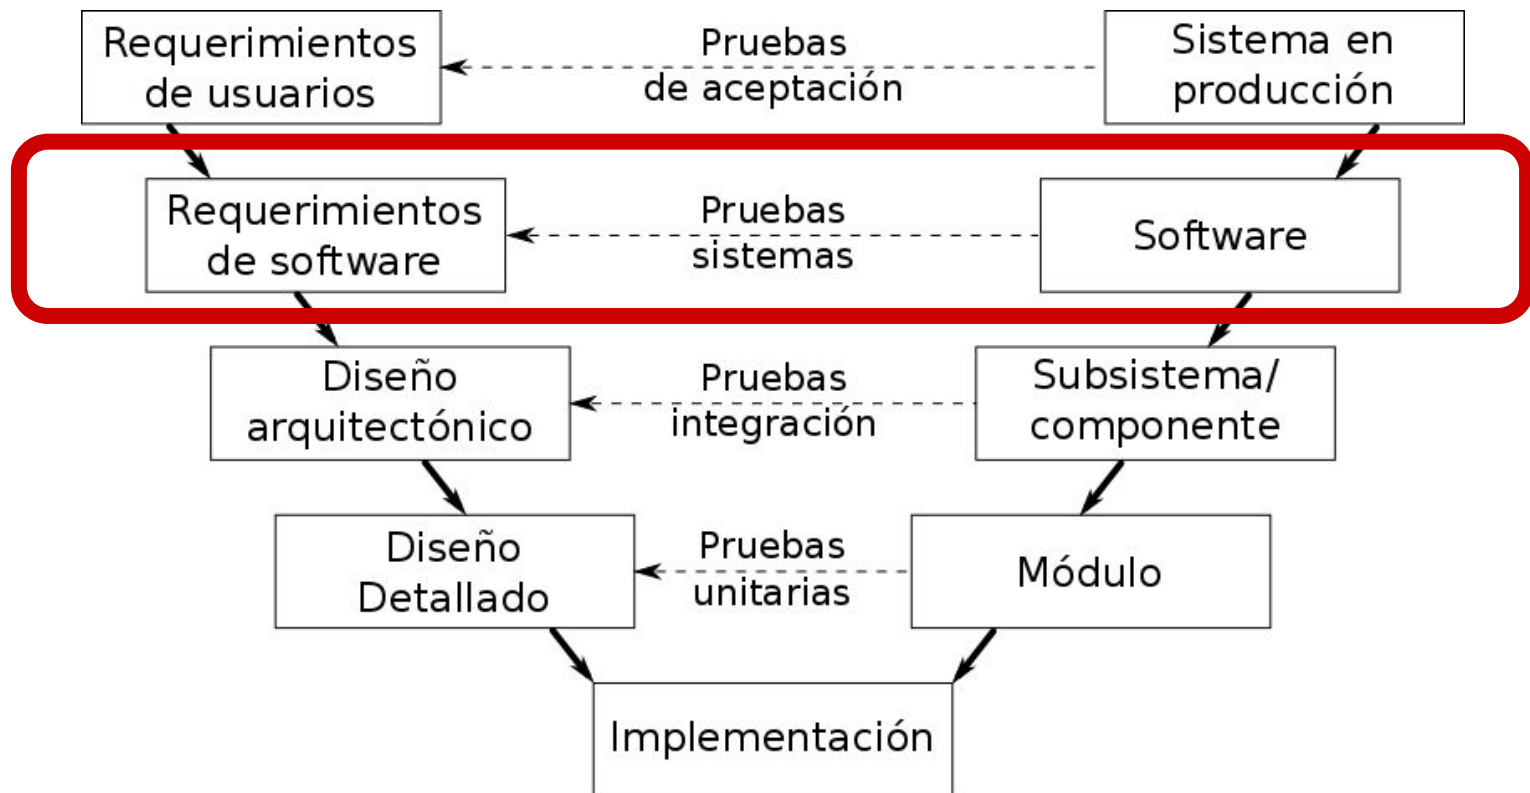 Requerimientos
de usuarios
Pruebas
de aceptación
Sistema en
producción
Requerimientos
de software
Pruebas
sistemas
Software
Diseño
arquitectónico
Pruebas
integración
Subsistema/
componente
Diseño
Detallado
Pruebas
unitarias
Módulo
Implementación